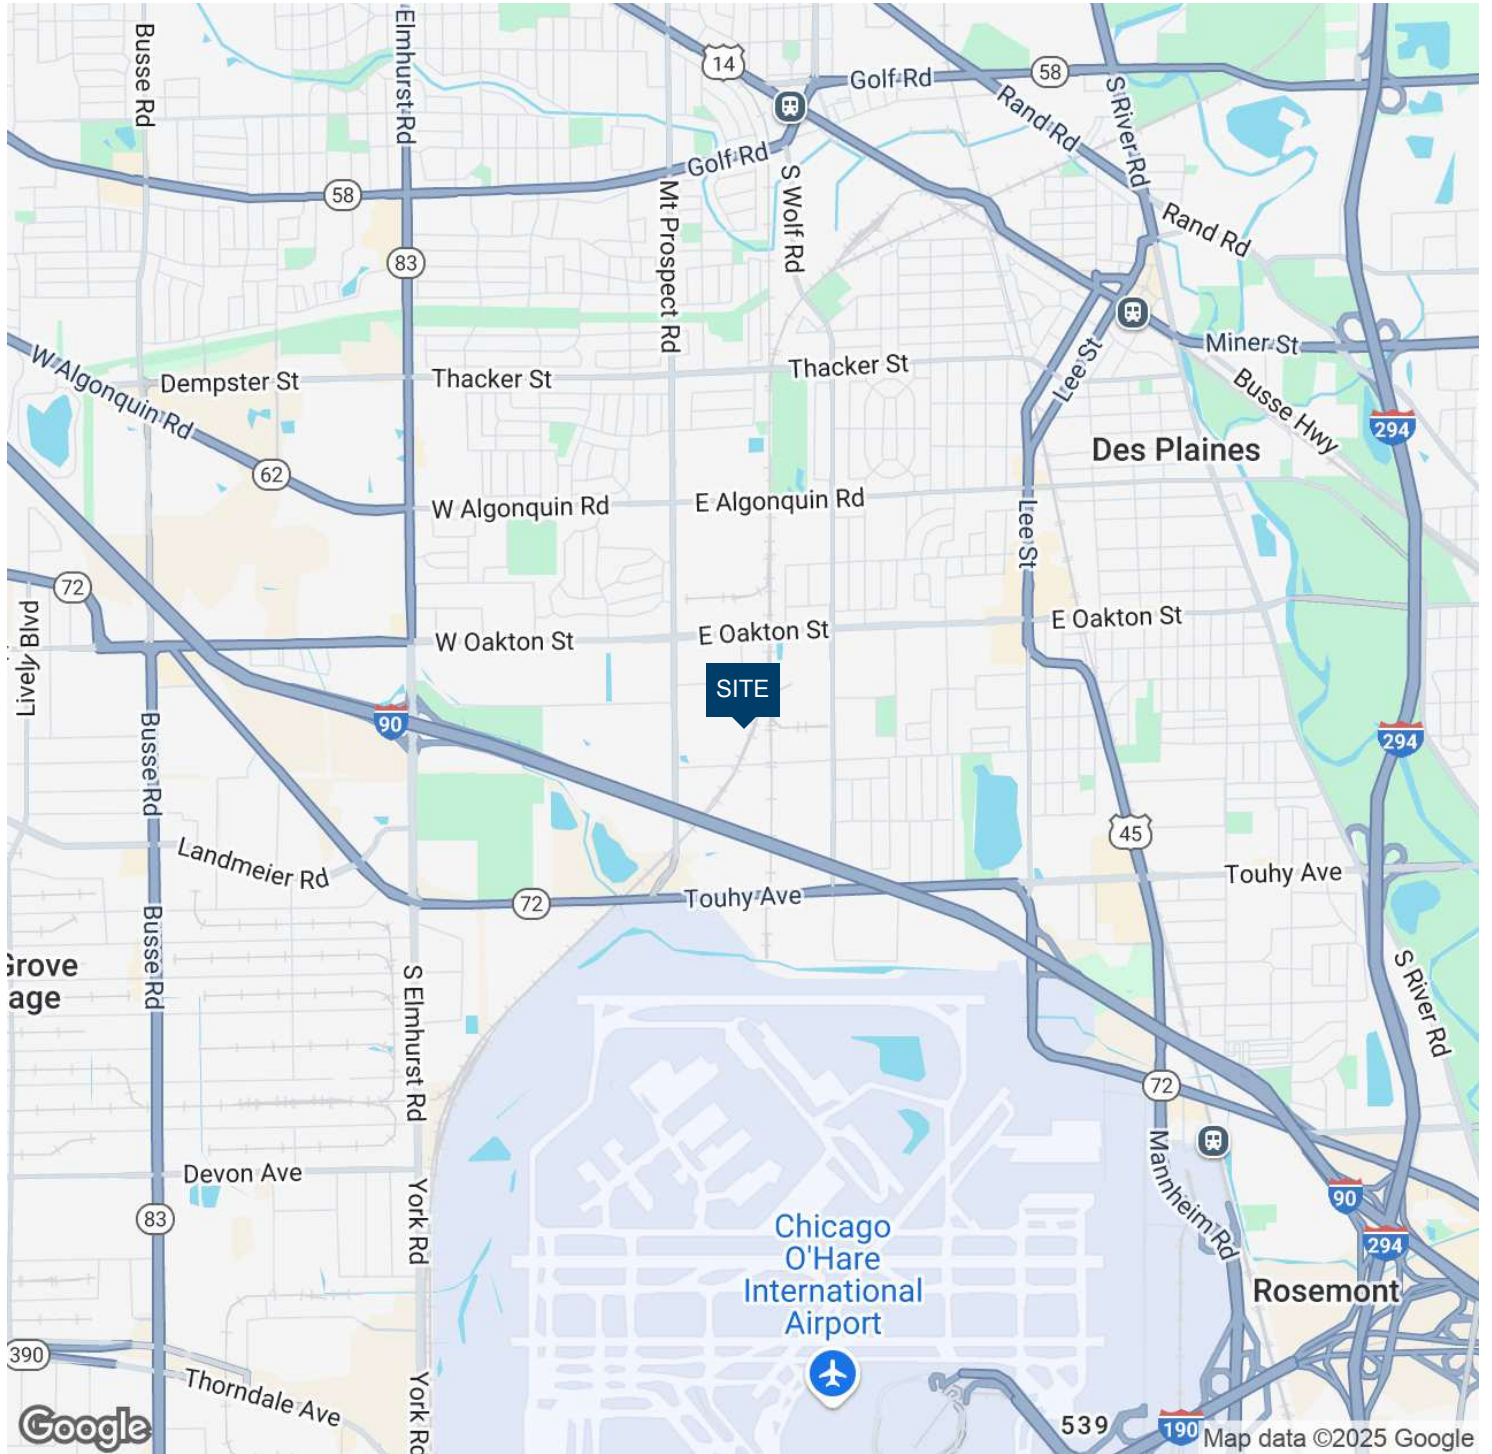 Busse Rd
Elmhurst Rd
14
Golf Rd
58
S River Rd
Rand Rd
Golf Rd
58
Mt Prospect Rd
S Wolf Rd
Rand Rd
83
W Algonquin Rd
Dempster St
Thacker St
Thacker St
Lee St
Miner St
Busse Hwy
294
Des Plaines
62
W Algonquin Rd
E Algonquin Rd
Lee St
72
Lively Blvd
W Oakton St
E Oakton St
E Oakton St
SITE
90
294
Busse Rd
Landmeier Rd
45
Touhy Ave
72
Touhy Ave
Busse Rd
Grove
age
S Elmhurst Rd
S River Rd
72
Devon Ave
York Rd
Mannheim Rd
83
90
294
Chicago
O'Hare
International
Airport
Rosemont
390
Thorndale Ave
York Rd
539
190
Google
Map data ©2025 Google